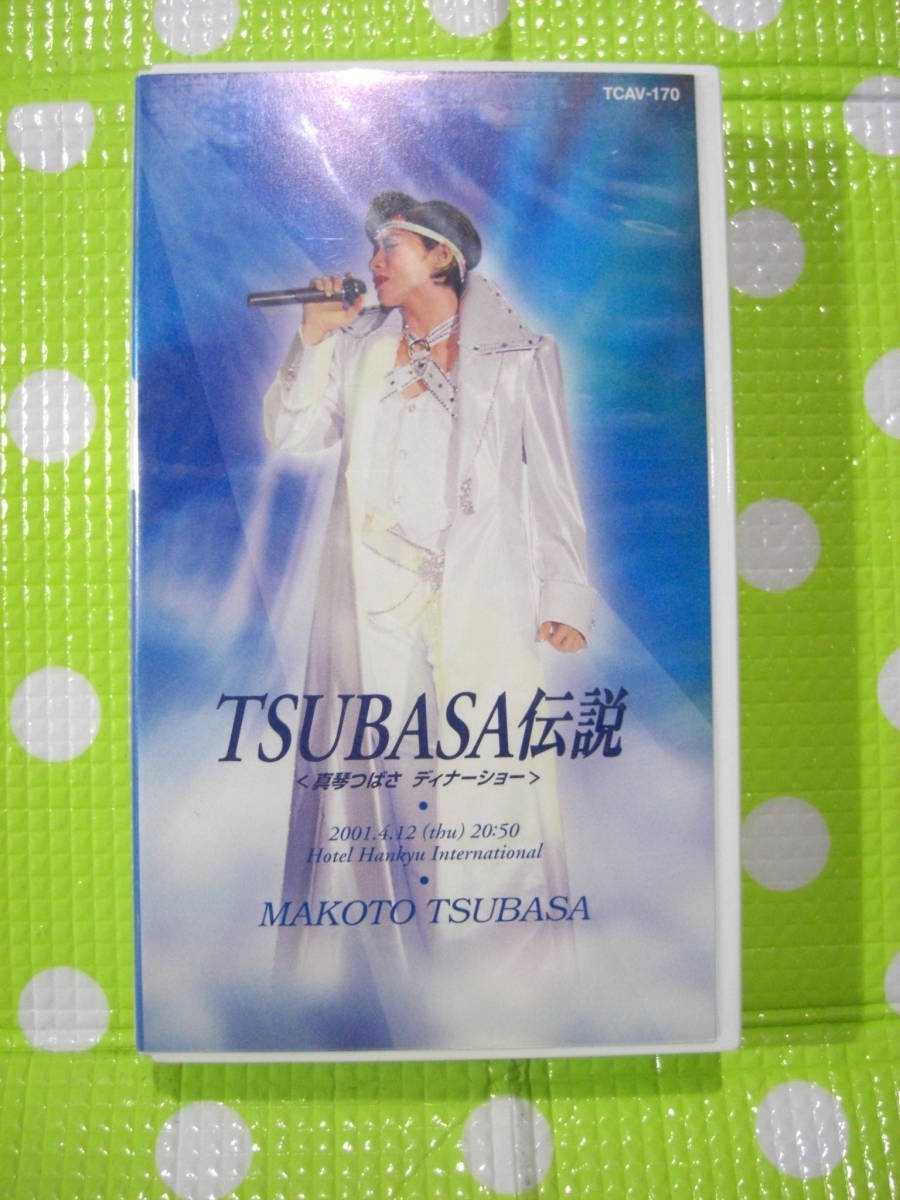 TCAV-170
TSUBASA伝説
<真琴つばさ ディナーショー>
2001.4.12 (thu) 20:50
Hotel Hankyu International
MAKOTO TSUBASA